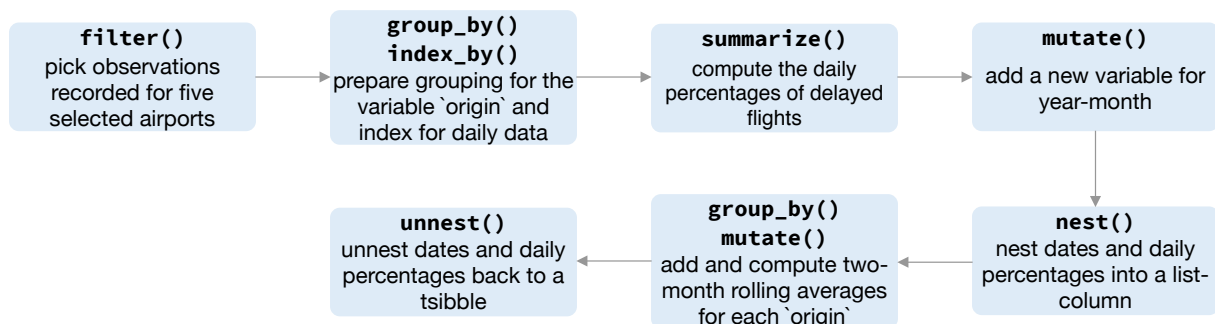 filter()
pick observations
recorded for five
selected airports
group_by()
index_by()
prepare grouping for the
variable `origin` and
index for daily data
summarize()
compute the daily
percentages of delayed
flights
mutate()
add a new variable for
year-month
nest()
nest dates and daily
percentages into a list-
column
group_by()
mutate()
add and compute two-
month rolling averages
for each `origin`
unnest()
unnest dates and daily
percentages back to a
tsibble